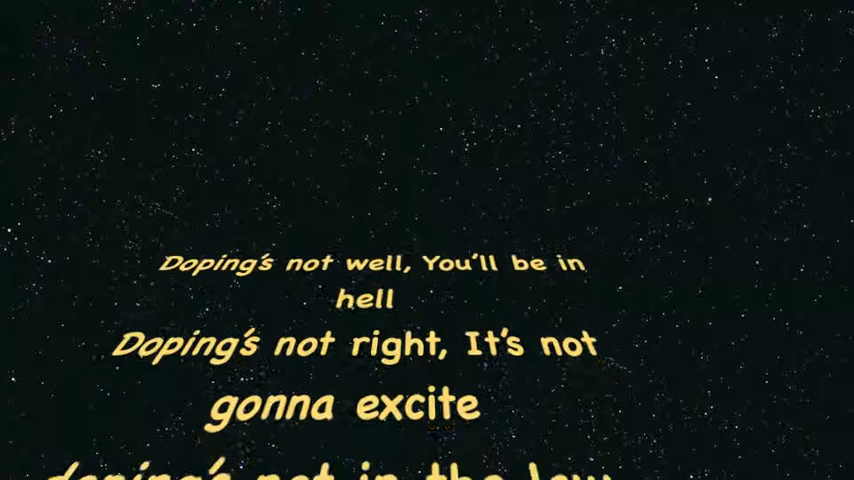 Doping's not well, You'll be in
hell
Doping's not right, It's not
gonna excite
doping's not in the law